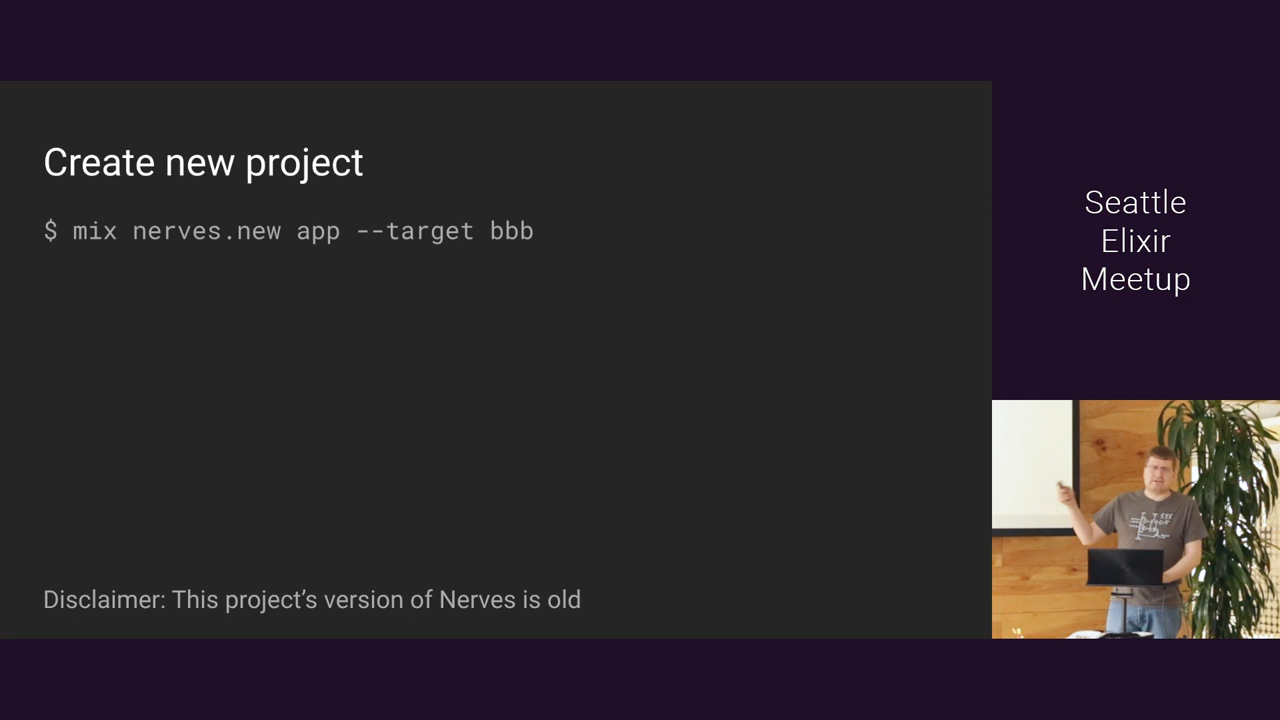 Create new project
$ mix nerves.new app --target bbb
Disclaimer: This project’s version of Nerves is old
Seattle
Elixir
Meetup